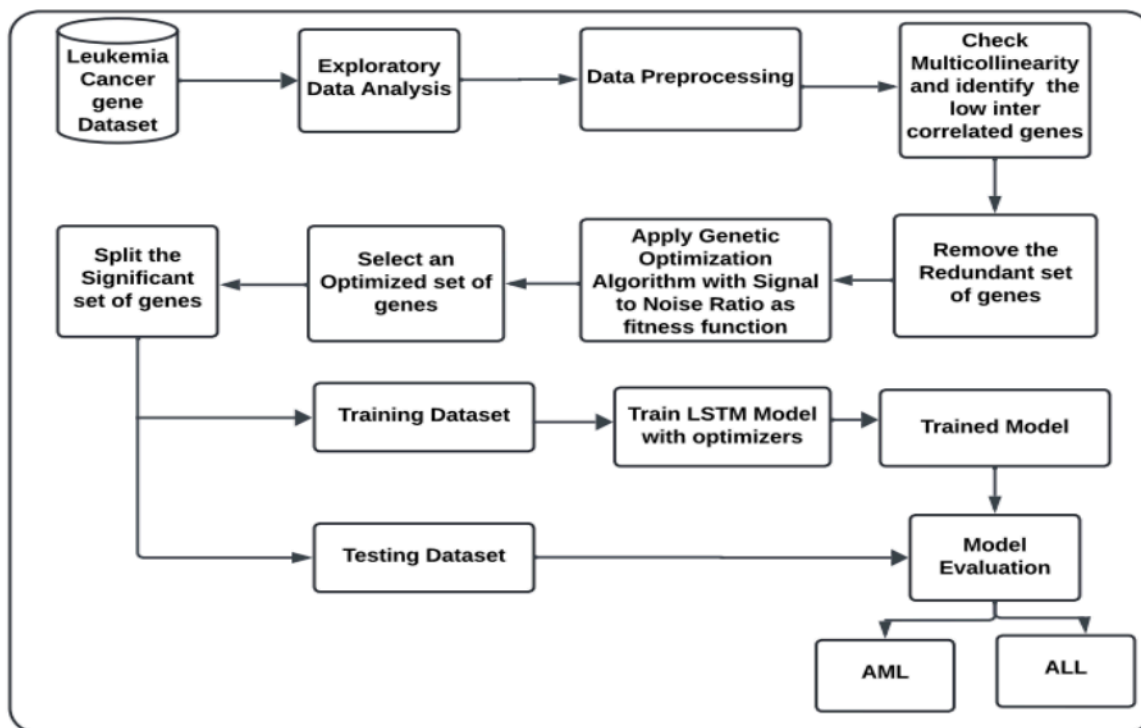 Leukemia
Cancer
gene
Dataset
Exploratory
Data Analysis
Data Preprocessing
Check
Multicollinearity
and identify the
low inter
correlated genes
Split the
Significant
set of genes
Select an
Optimized set of
genes
Apply Genetic
Optimization
Algorithm with Signal
to Noise Ratio as
fitness function
Remove the
Redundant set
of genes
Training Dataset
Train LSTM Model
with optimizers
Trained Model
Testing Dataset
Model
Evaluation
AML
ALL